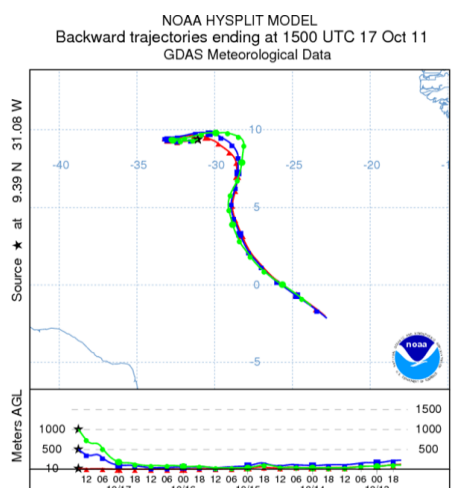 NOAA HYSPLIT MODEL
Backward trajectories ending at 1500 UTC 17 Oct 11
GDAS Meteorological Data
Source ★ at 9.39 N 31.08 W
10
-40 -35 -30 -25 -20
5
0
-5
noaa
Meters AGL
1500
1000
500 500
10
12 06 00 18 12 06 00 18 12 06 00 18 12 06 00 18 12 06 00 18